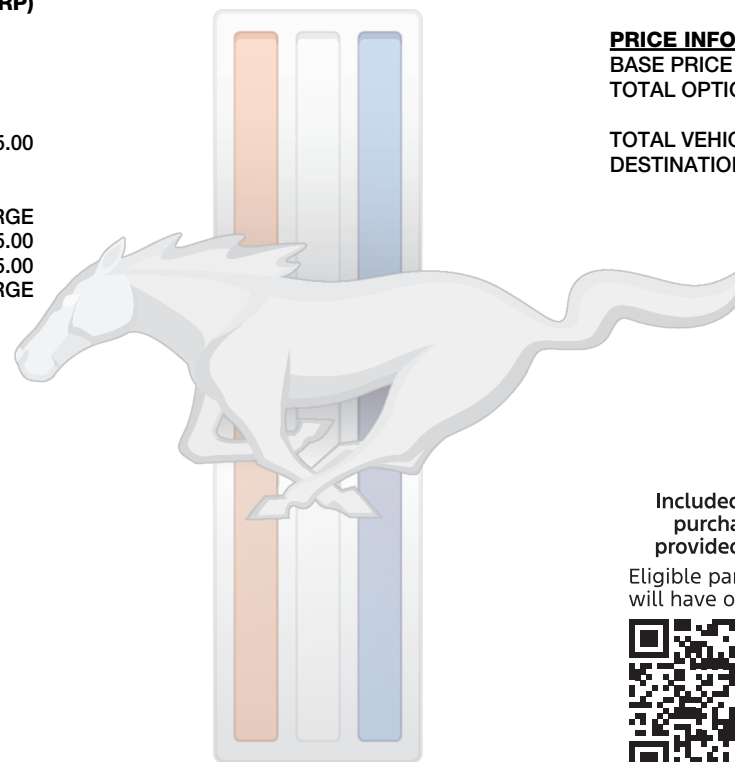 RP)
5.00
RGE
5.00
5.00
RGE
PRICE INFO
BASE PRICE
TOTAL OPTIO
TOTAL VEHIC
DESTINATION
Included
purcha
provided
Eligible par
will have o